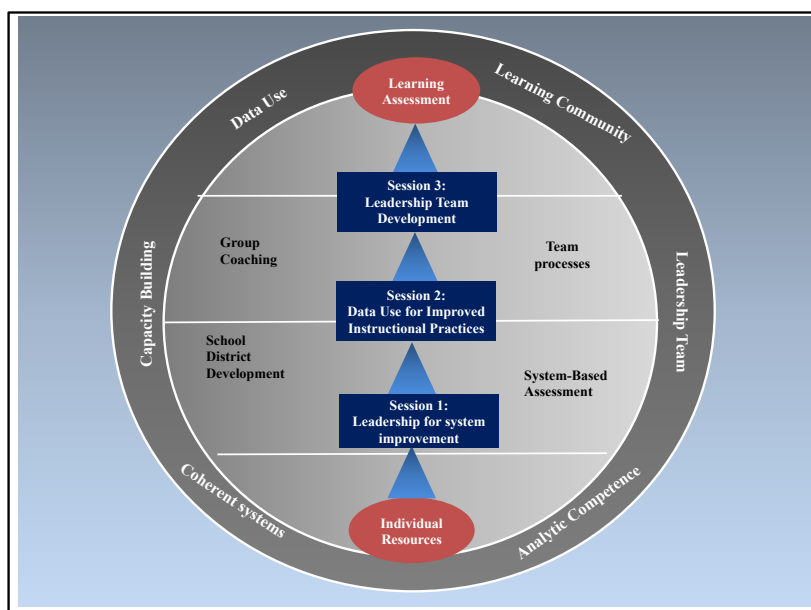 Learning
Assessment
Data Use
Learning Community
Session 3:
Leadership Team
Development
Group
Coaching
Team
processes
Capacity Building
Leadership Team
Session 2:
Data Use for Improved
Instructional Practices
School
District
Development
System-Based
Assessment
Session 1:
Leadership for system
improvement
Coherent systems
Analytic Competence
Individual
Resources